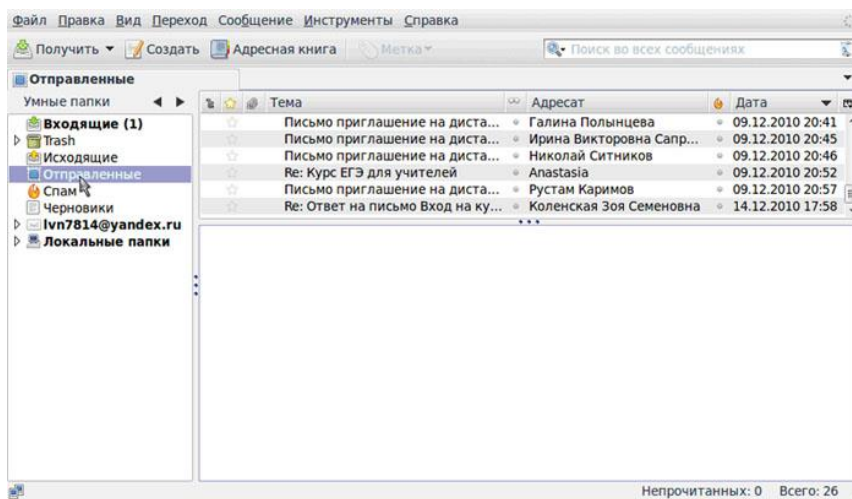 Файл Правка Вид Переход Сообщение Инструменты Справка
Получить Создать Адресная книга Метка Поиск во всех сообщениях
Отправленные
Умные папки Тема Адресат Дата
Входящие (1)
Trash
Исходящие
Отправленные
Спам
Черновики
lvn7814@yandex.ru
Локальные папки
Письмо приглашение на диста... Галина Полынцева 09.12.2010 20:41
Письмо приглашение на диста... Ирина Викторовна Сапр... 09.12.2010 20:45
Письмо приглашение на диста... Николай Ситников 09.12.2010 20:46
Re: Курс ЕГЭ для учителей Anastasia 09.12.2010 20:52
Письмо приглашение на диста... Рустам Каримов 09.12.2010 20:57
Re: Ответ на письмо Вход на ку... Коленская Зоя Семеновна 14.12.2010 17:58
Непрочитанных: 0 Всего: 26